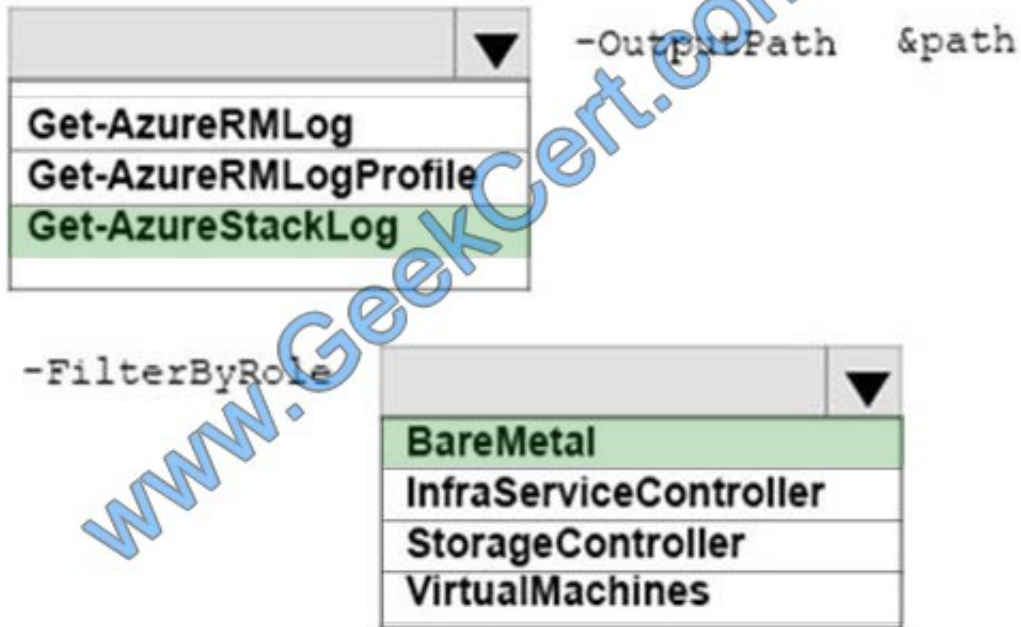 -OutputPath &path
Get-AzureRMLog
Get-AzureRMLogProfile
Get-AzureStackLog
-FilterByRole
BareMetal
InfraServiceController
StorageController
VirtualMachines
www.GeekCert.com